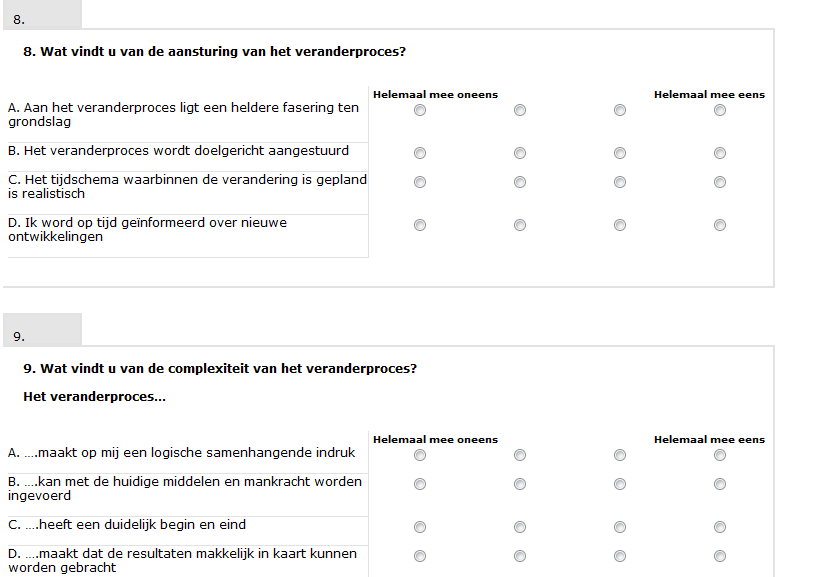 8.
8. Wat vindt u van de aansturing van het veranderproces?
Helemaal mee oneens Helemaal mee eens
A. Aan het veranderproces ligt een heldere fasering ten
grondslag
B. Het veranderproces wordt doelgericht aangestuurd
C. Het tijdschema waarbinnen de verandering is gepland
is realistisch
D. Ik word op tijd geïnformeerd over nieuwe
ontwikkelingen
9.
9. Wat vindt u van de complexiteit van het veranderproces?
Het veranderproces...
Helemaal mee oneens Helemaal mee eens
A. ….maakt op mij een logische samenhangende indruk
B. ….kan met de huidige middelen en mankracht worden
ingevoerd
C. ….heeft een duidelijk begin en eind
D. ….maakt dat de resultaten makkelijk in kaart kunnen
worden gebracht